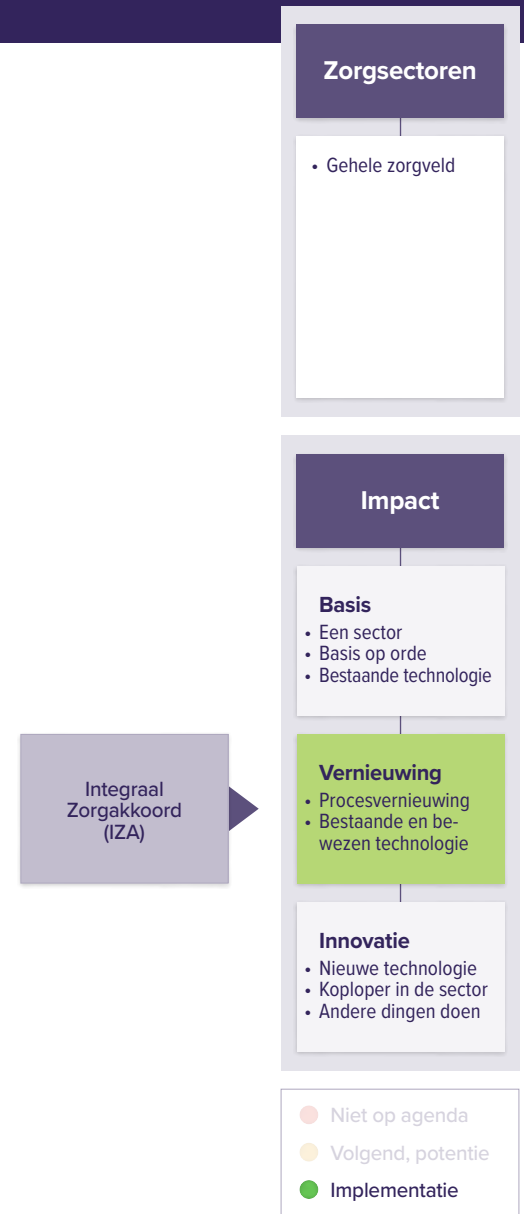 Zorgsectoren
• Gehele zorgveld
Impact
Basis
• Een sector
• Basis op orde
• Bestaande technologie
Integraal
Zorgakkoord
(IZA)
Vernieuwing
• Procesvernieuwing
• Bestaande en be-
wezen technologie
Innovatie
• Nieuwe technologie
• Koploper in de sector
• Andere dingen doen
Niet op agenda
Volgend, potentie
Implementatie